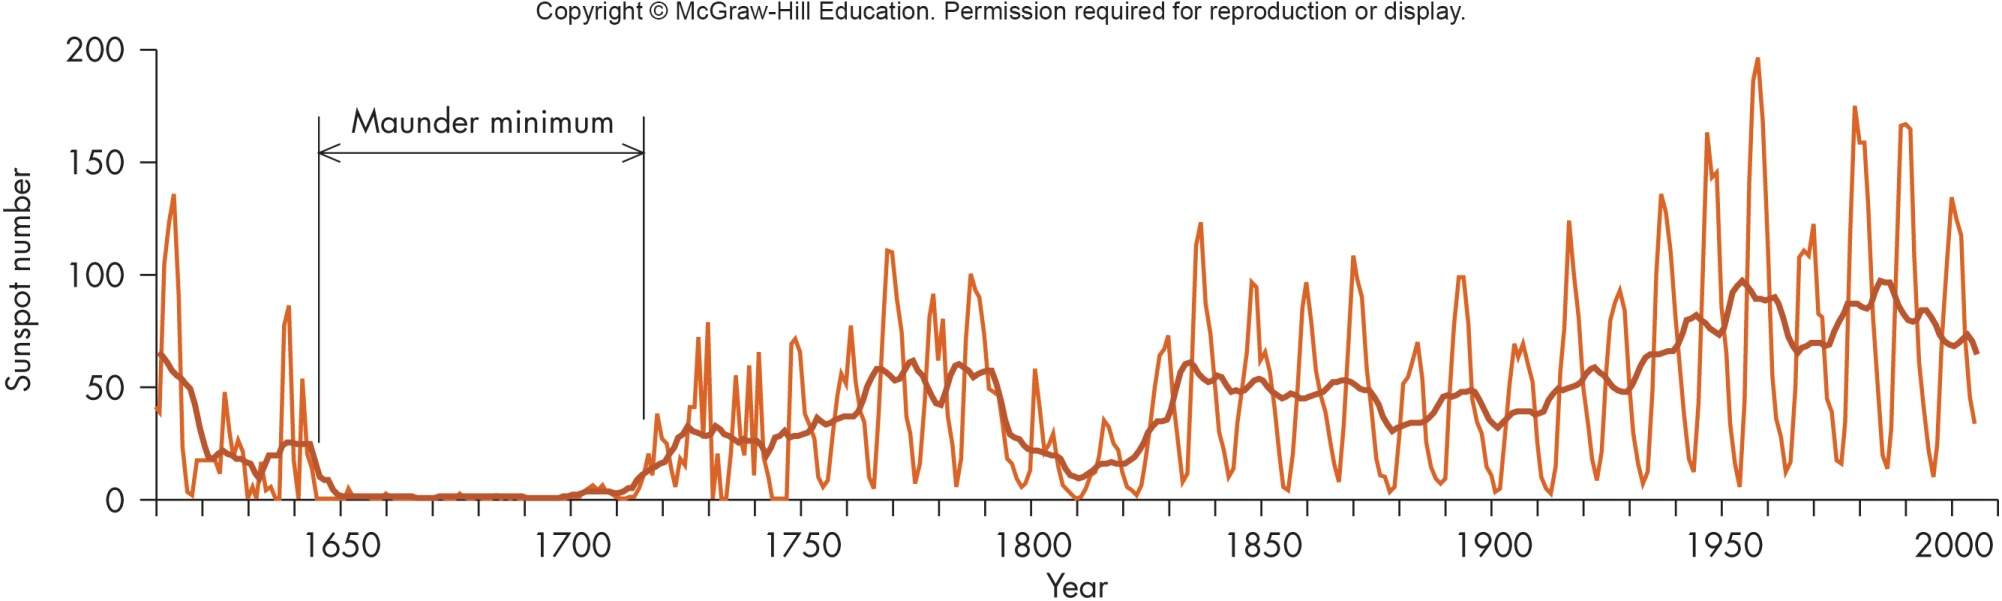 Copyright © McGraw-Hill Education. Permission required for reproduction or display.
200
Maunder minimum
150
100
50
0
Sunspot number
1650 1700 1750 1800 1850 1900 1950 2000
Year